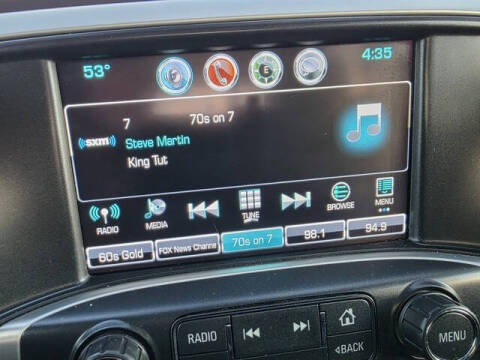 53°
E
4:35
7 70s on 7
((sxm))
Steve Martin
King Tut
RADIO
MEDIA
TUNE
BROWSE
MENU
60s Gold
FOX News Channe
70s on 7
98.1
94.9
RADIO
BACK
MENU